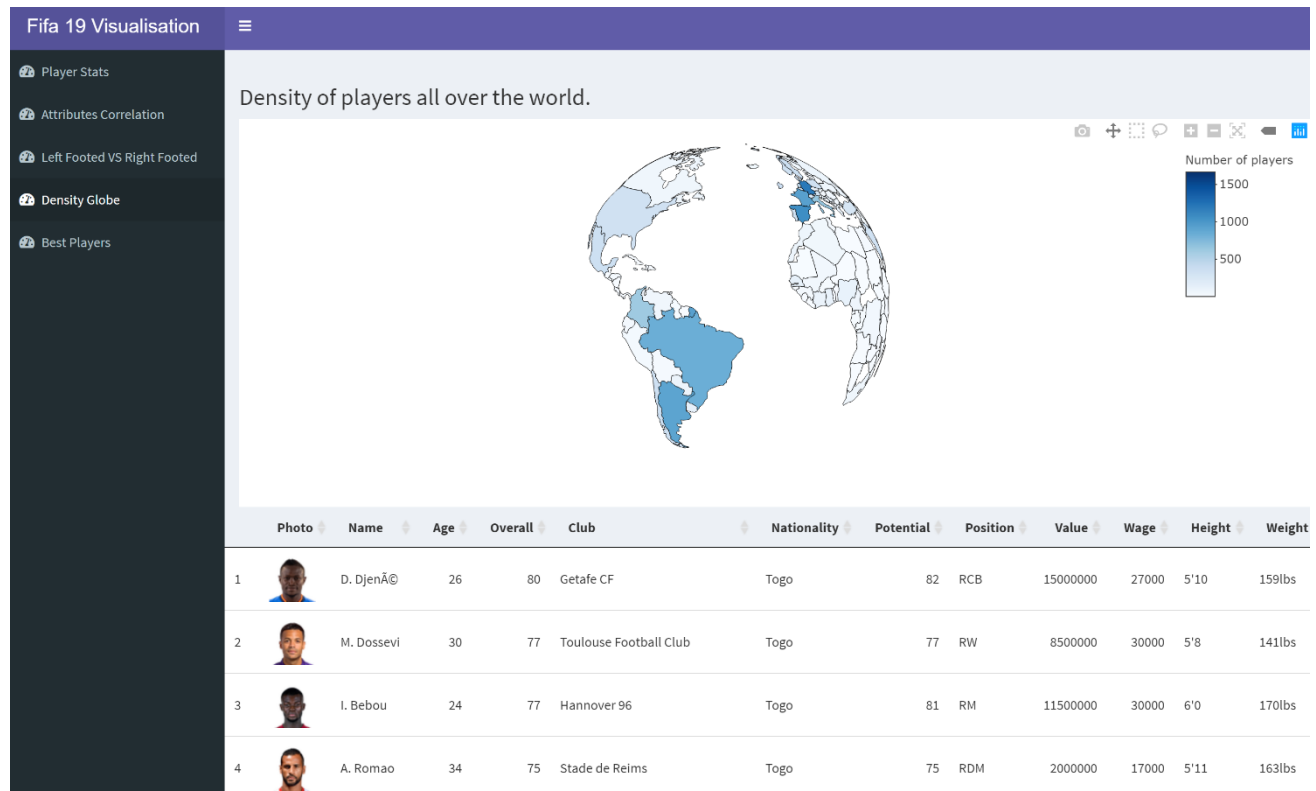 Fifa 19 Visualisation
Player Stats
Attributes Correlation
Left Footed VS Right Footed
Density Globe
Best Players
Density of players all over the world.
Number of players
1500
1000
500
Photo Name Age Overall Club Nationality Potential Position Value Wage Height Weight
1 D. DjenÃ© 26 80 Getafe CF Togo 82 RCB 15000000 27000 5'10 159lbs
2 M. Dossevi 30 77 Toulouse Football Club Togo 77 RW 8500000 30000 5'8 141lbs
3 I. Bebou 24 77 Hannover 96 Togo 81 RM 11500000 30000 6'0 170lbs
4 A. Romao 34 75 Stade de Reims Togo 75 RDM 2000000 17000 5'11 163lbs